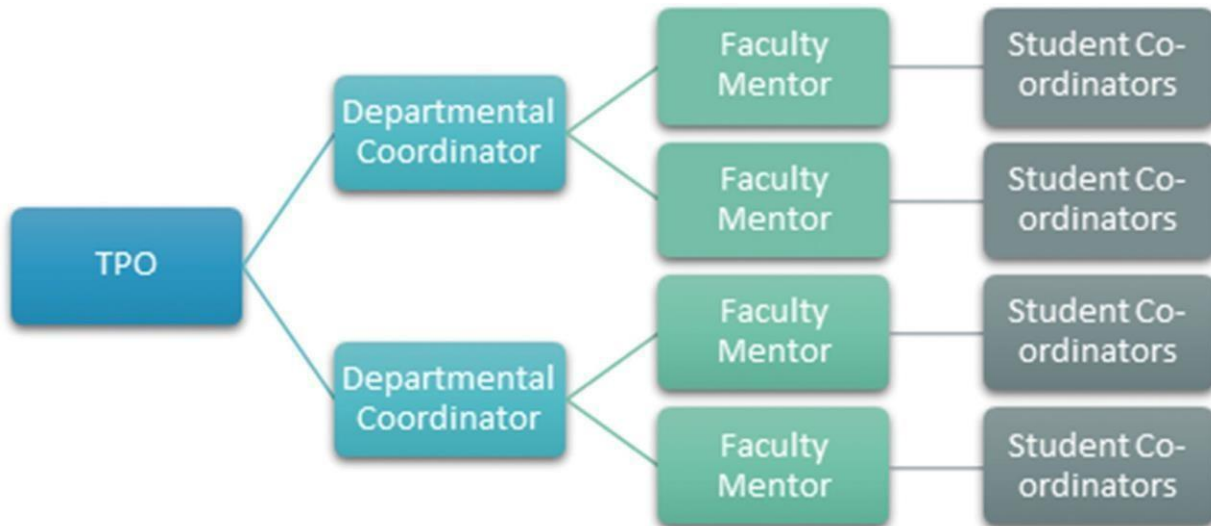 TPO
Departmental
Coordinator
Departmental
Coordinator
Faculty
Mentor
Faculty
Mentor
Faculty
Mentor
Faculty
Mentor
Student Co-
ordinators
Student Co-
ordinators
Student Co-
ordinators
Student Co-
ordinators